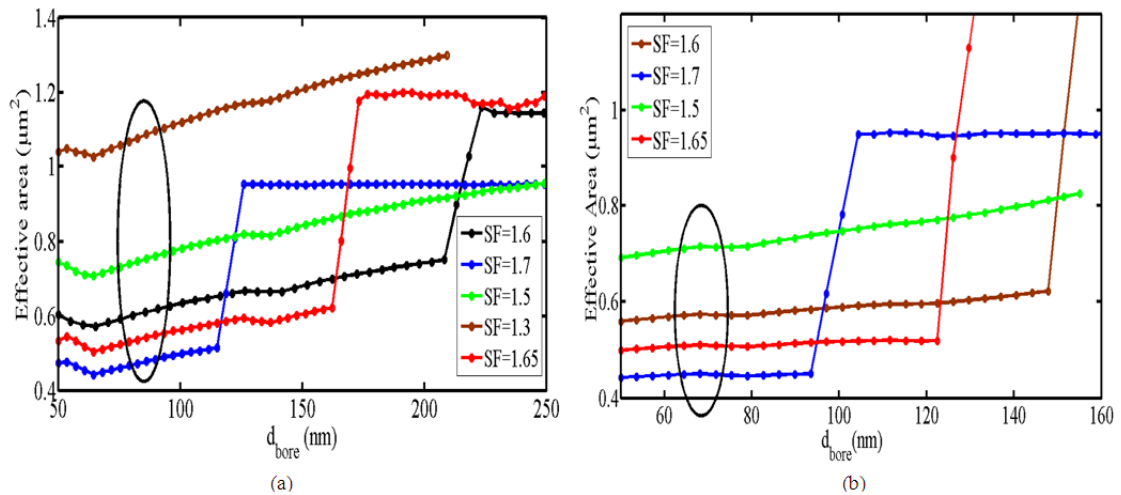 Effective area (μm²)
1.4
1.2
1
0.8
0.6
0.4
50
100
150
200
250
d_bore (nm)
SF=1.6
SF=1.7
SF=1.5
SF=1.3
SF=1.65
(a)
Effective Area (μm²)
1
0.8
0.6
0.4
60
80
100
120
140
160
d_bore (nm)
SF=1.6
SF=1.7
SF=1.5
SF=1.65
(b)